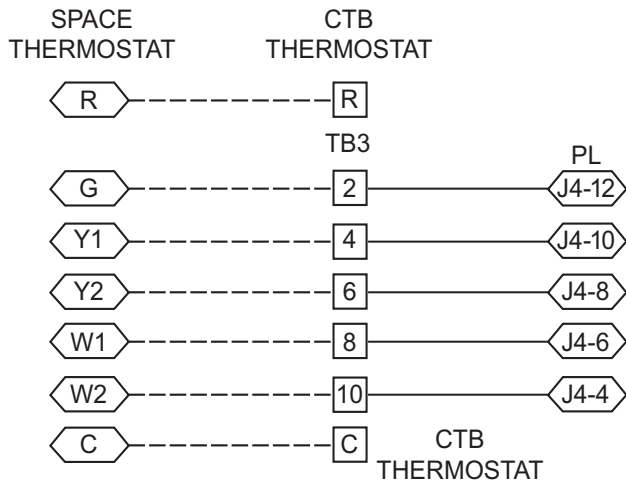 SPACE THERMOSTAT CTB THERMOSTAT
R R
TB3 PL
G 2 J4-12
Y1 4 J4-10
Y2 6 J4-8
W1 8 J4-6
W2 10 J4-4
C C CTB THERMOSTAT